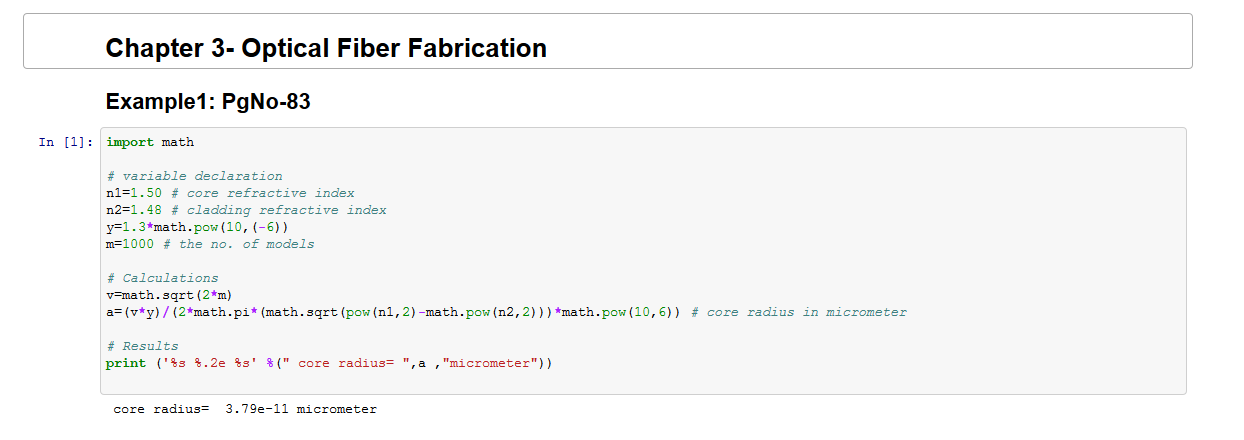 Chapter 3- Optical Fiber Fabrication
Example1: PgNo-83
In [1]: import math
# variable declaration
n1=1.50 # core refractive index
n2=1.48 # cladding refractive index
y=1.3*math.pow(10,(-6))
m=1000 # the no. of models
# Calculations
v=math.sqrt(2*m)
a=(v*y)/(2*math.pi*(math.sqrt(pow(n1,2)-math.pow(n2,2)))*math.pow(10,6)) # core radius in micrometer
# Results
print ('%s %.2e %s' %(" core radius= ",a ,"micrometer"))
core radius=  3.79e-11 micrometer